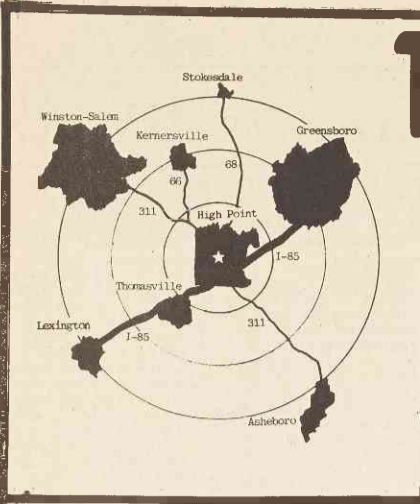 Stokesdale
Winston-Salem
Kernersville
Greensboro
68
66
311
High Point
I-85
Thomasville
Lexington
311
I-85
Asheboro